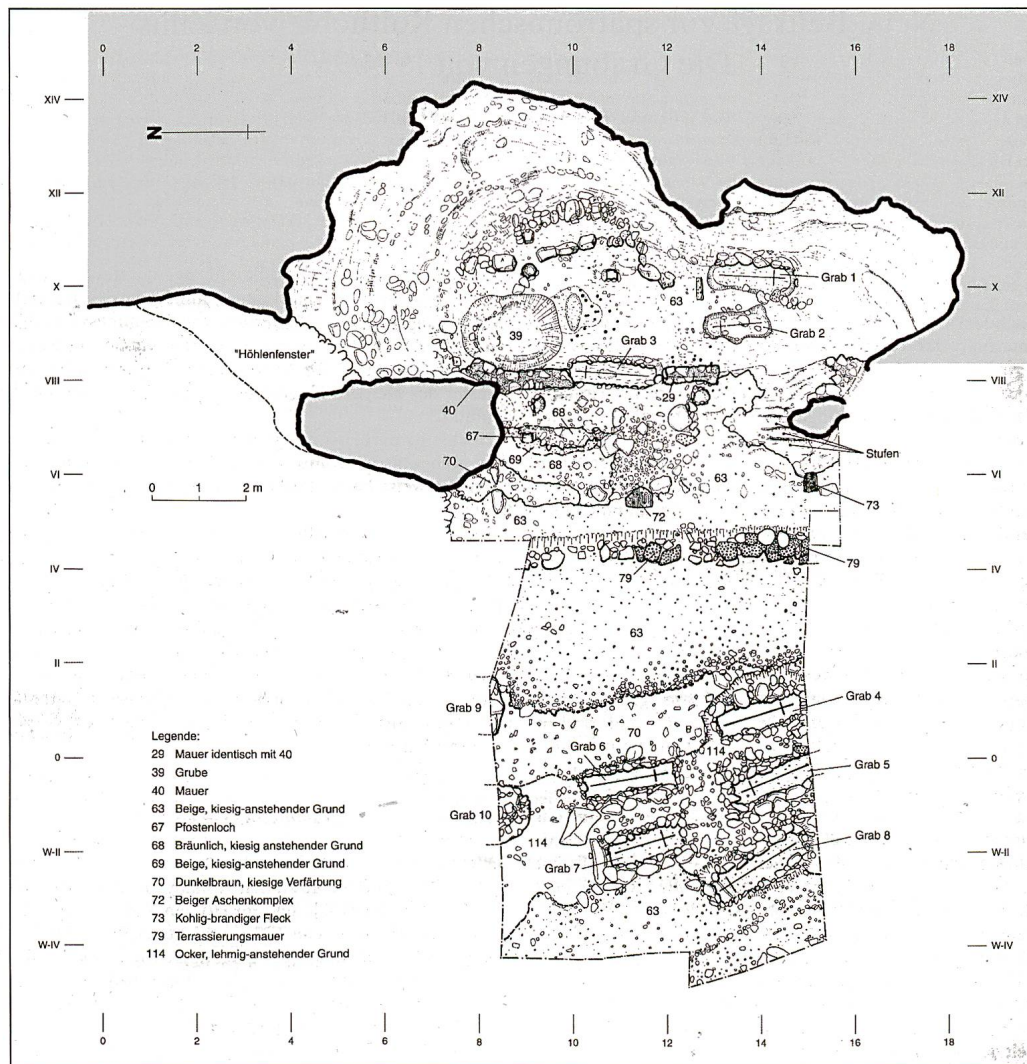 0 2 4 6 8 10 12 14 16 18
XIV XIV
N
XII XII
Grab 1
X 63 X
Grab 2
39
Grab 3
"Höhlenfenster"
VIII VIII
40 29
68
67
69 68 Stufen
70
VI 63 VI
0 2 m
72 73
63
IV 79 79 IV
63
II II
Grab 9 Grab 4
70
Grab 6 114
0 0
Grab 5
Grab 10
Grab 8
W-II 114 W-II
Grab 7
63
W-IV W-IV
Legende:
29 Mauer identisch mit 40
39 Grube
40 Mauer
63 Beige, kiesig-anstehender Grund
67 Pfostenloch
68 Bräunlich, kiesig anstehender Grund
69 Beige, kiesig-anstehender Grund
70 Dunkelbraun, kiesige Verfärbung
72 Beiger Aschenkomplex
73 Kohlig-brandiger Fleck
79 Terrassierungsmauer
114 Ocker, lehmig-anstehender Grund
0 2 4 6 8 10 12 14 16 18